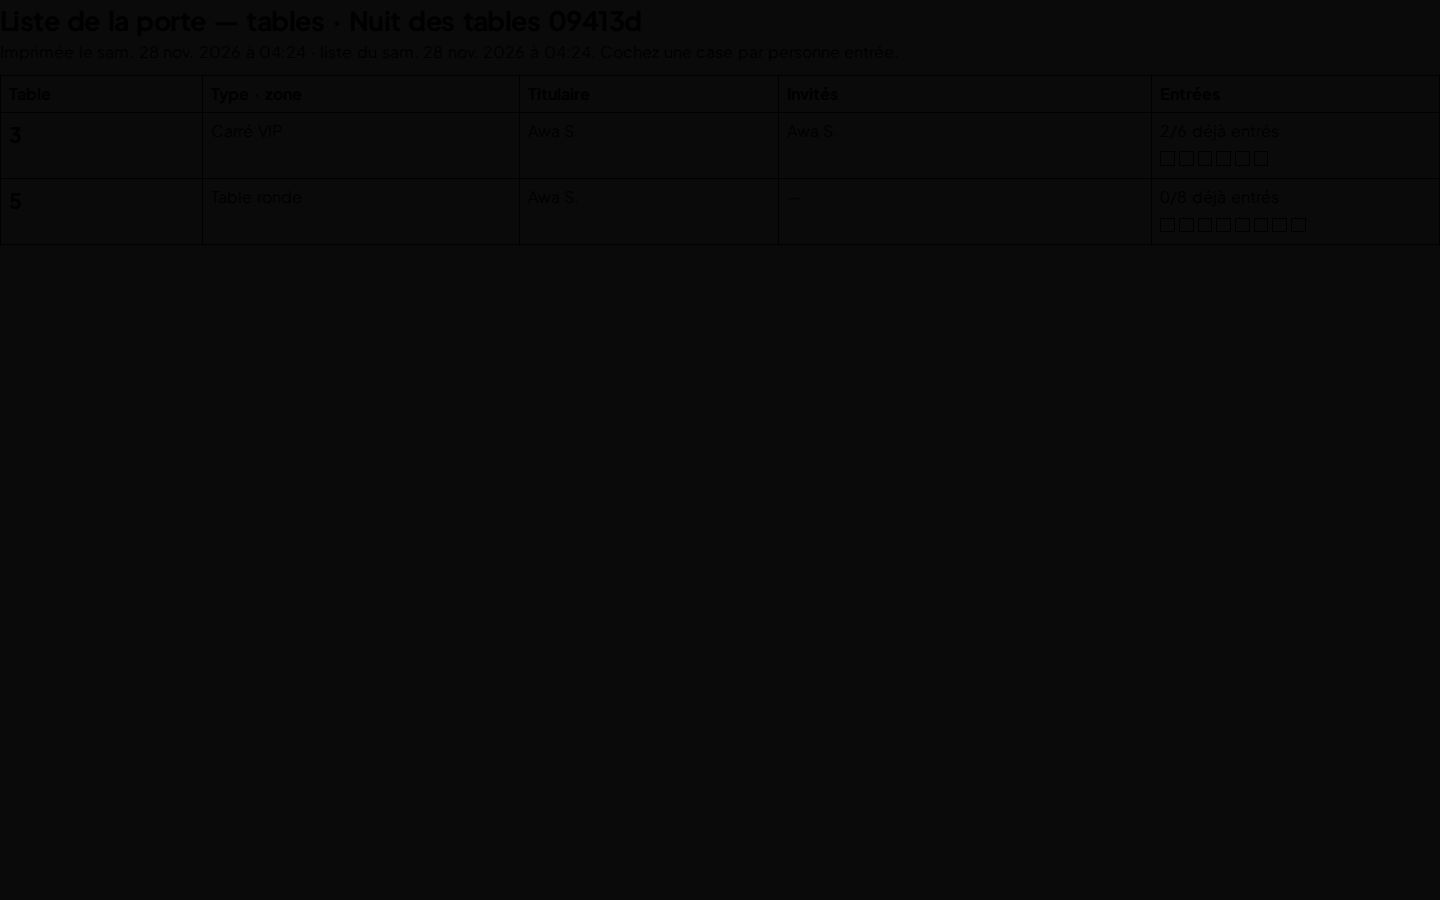 Liste de la porte — tables · Nuit des tables 09413d
Imprimée le sam. 28 nov. 2026 à 04:24 · liste du sam. 28 nov. 2026 à 04:24. Cochez une case par personne entrée.
Table Type · zone Titulaire Invités Entrées
3 Carré VIP Awa S. Awa S. 2/6 déjà entrés
5 Table ronde Awa S. — 0/8 déjà entrés